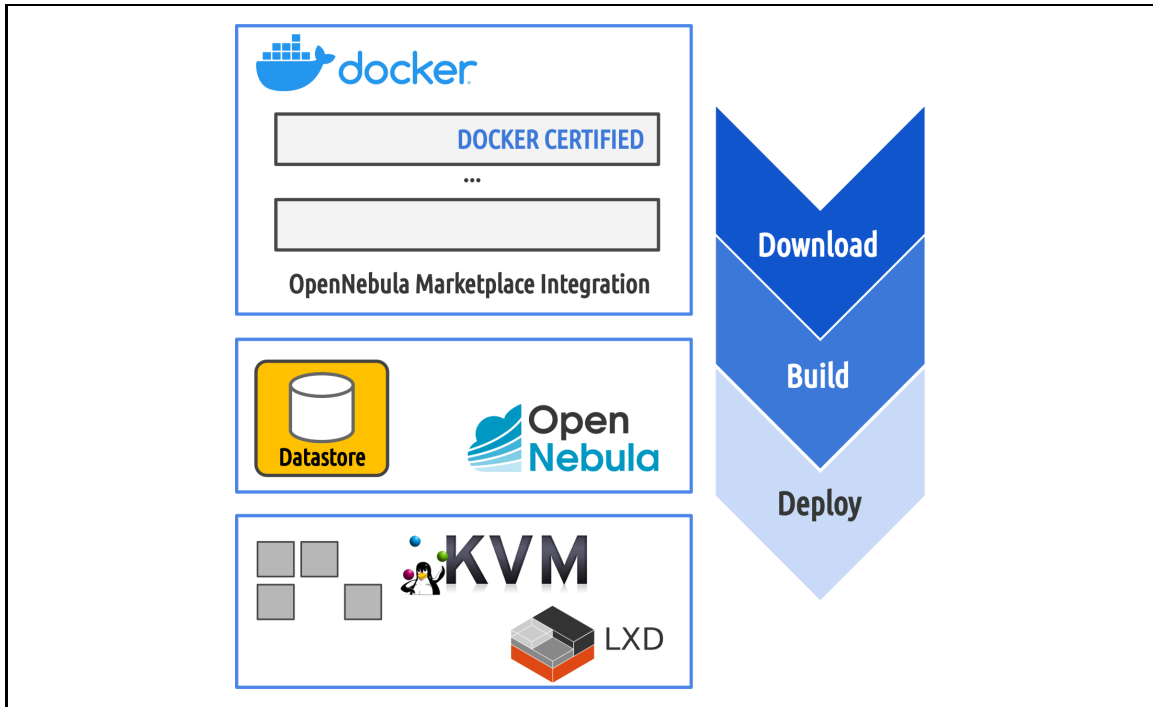 docker
DOCKER CERTIFIED
...
OpenNebula Marketplace Integration
Download
Build
Deploy
Datastore
Open
Nebula
KVM
LXD